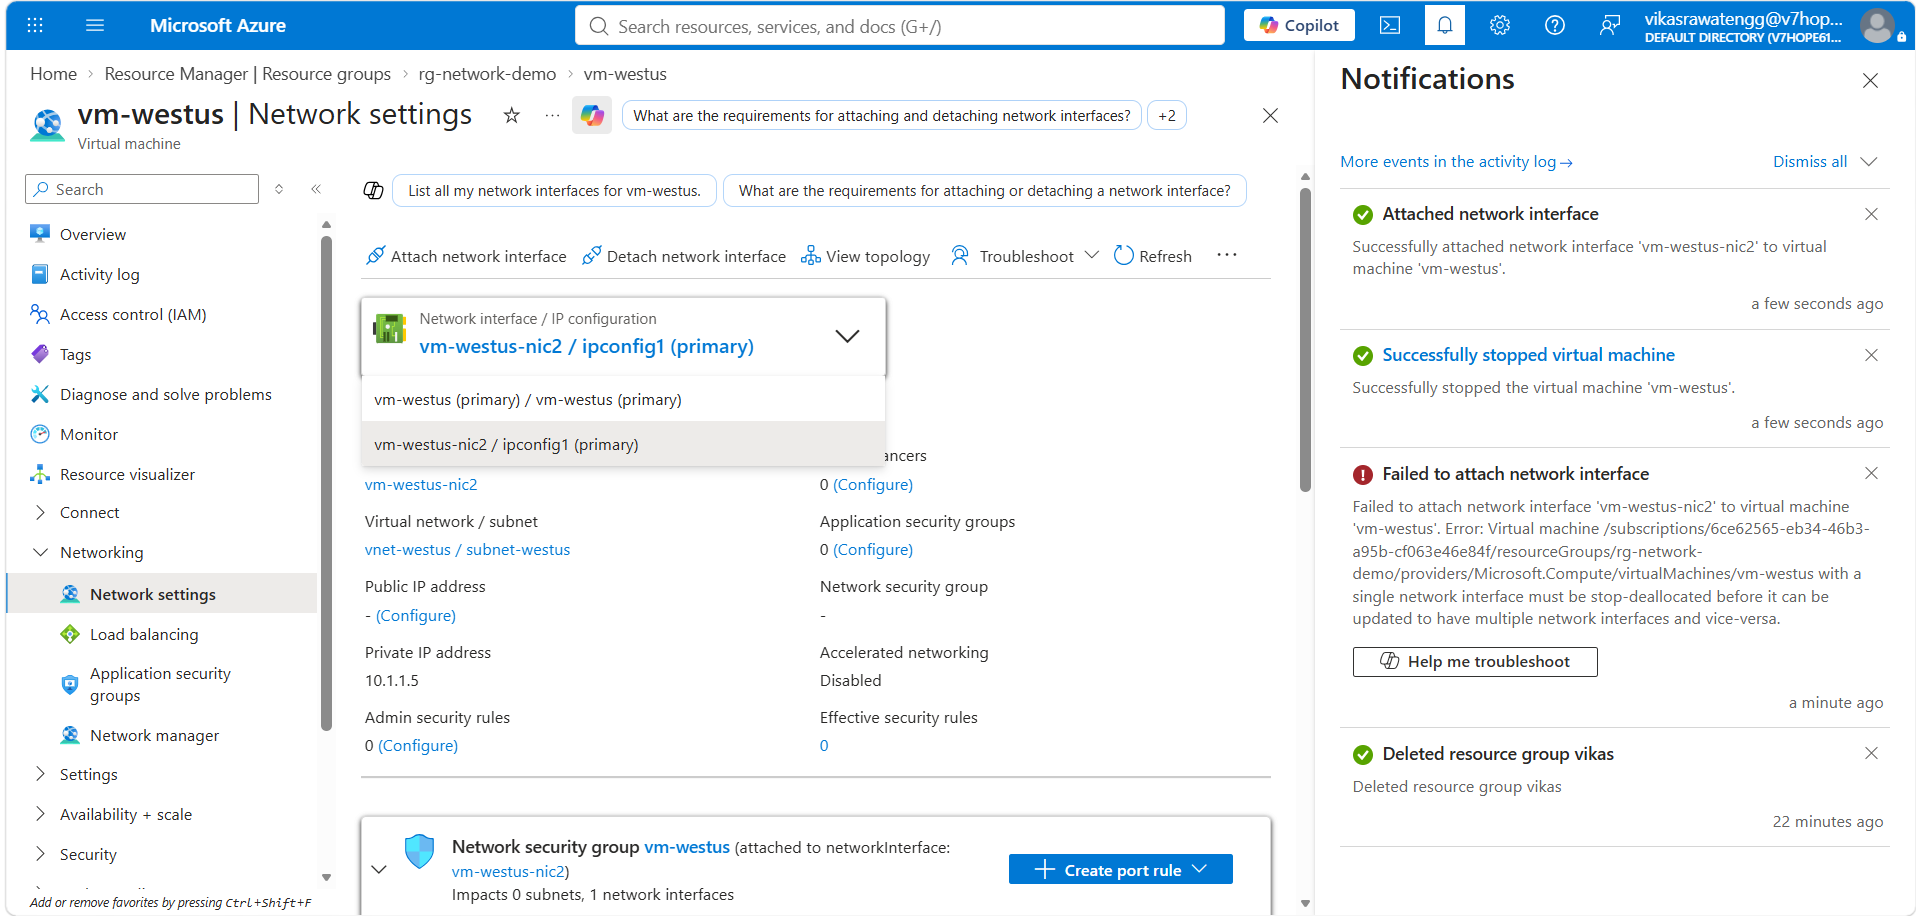 Microsoft Azure
Search resources, services, and docs (G+/)
Copilot
vikasrawatengg@v7hop...
DEFAULT DIRECTORY (V7HOPE61...
Home > Resource Manager | Resource groups > rg-network-demo > vm-westus
vm-westus | Network settings
Virtual machine
What are the requirements for attaching and detaching network interfaces?
+2
Search
Overview
Activity log
Access control (IAM)
Tags
Diagnose and solve problems
Monitor
Resource visualizer
Connect
Networking
Network settings
Load balancing
Application security
groups
Network manager
Settings
Availability + scale
Security
Add or remove favorites by pressing Ctrl+Shift+F
List all my network interfaces for vm-westus.
What are the requirements for attaching or detaching a network interface?
Attach network interface
Detach network interface
View topology
Troubleshoot
Refresh
Network interface / IP configuration
vm-westus-nic2 / ipconfig1 (primary)
vm-westus (primary) / vm-westus (primary)
vm-westus-nic2 / ipconfig1 (primary)
ancers
vm-westus-nic2
0 (Configure)
Virtual network / subnet
Application security groups
vnet-westus / subnet-westus
0 (Configure)
Public IP address
Network security group
- (Configure)
-
Private IP address
Accelerated networking
10.1.1.5
Disabled
Admin security rules
Effective security rules
0 (Configure)
0
Network security group vm-westus (attached to networkInterface:
vm-westus-nic2)
Impacts 0 subnets, 1 network interfaces
Create port rule
Notifications
More events in the activity log →
Dismiss all
Attached network interface
Successfully attached network interface 'vm-westus-nic2' to virtual
machine 'vm-westus'.
a few seconds ago
Successfully stopped virtual machine
Successfully stopped the virtual machine 'vm-westus'.
a few seconds ago
Failed to attach network interface
Failed to attach network interface 'vm-westus-nic2' to virtual machine
'vm-westus'. Error: Virtual machine /subscriptions/6ce62565-eb34-46b3-
a95b-cf063e46e84f/resourceGroups/rg-network-
demo/providers/Microsoft.Compute/virtualMachines/vm-westus with a
single network interface must be stop-deallocated before it can be
updated to have multiple network interfaces and vice-versa.
Help me troubleshoot
a minute ago
Deleted resource group vikas
Deleted resource group vikas
22 minutes ago